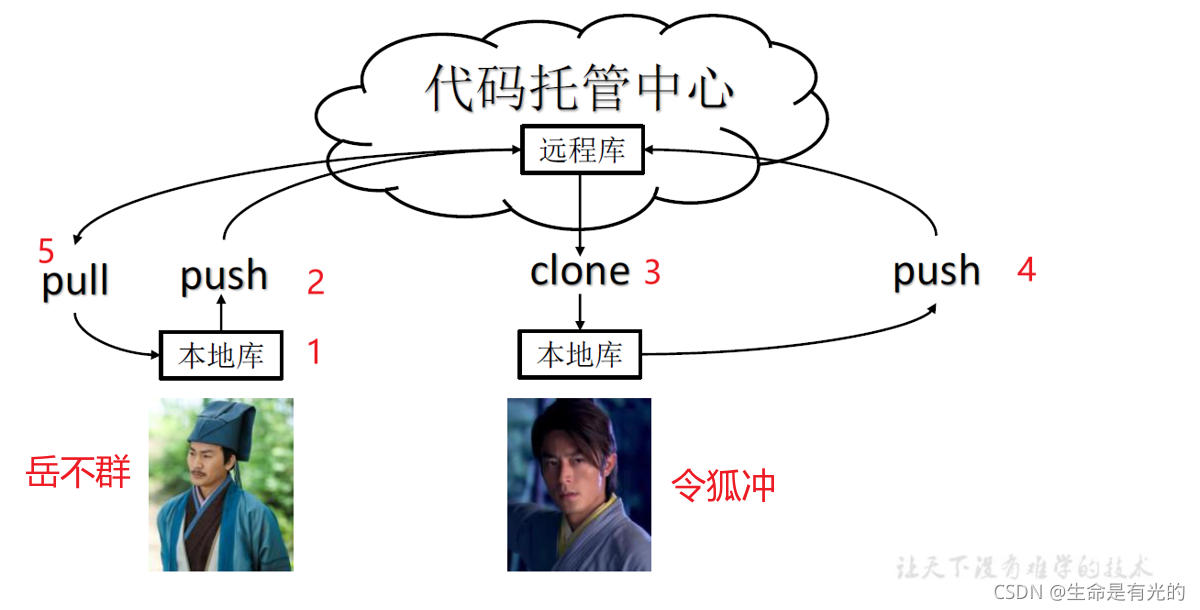 代码托管中心
远程库
5
pull
push
2
clone
3
push
4
本地库
1
本地库
岳不群
令狐冲
让天下没有难学的技术
CSDN @生命是有光的